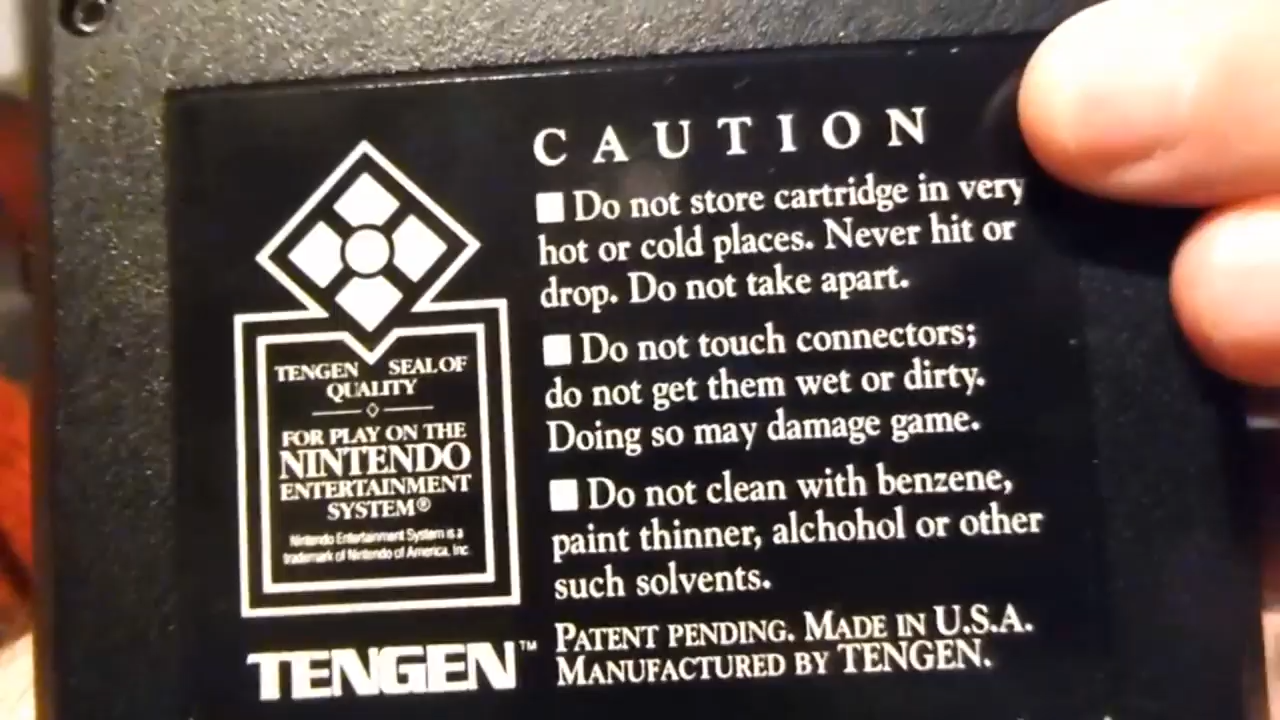 CAUTION
■ Do not store cartridge in very
hot or cold places. Never hit or
drop. Do not take apart.
■ Do not touch connectors;
do not get them wet or dirty.
Doing so may damage game.
■ Do not clean with benzene,
paint thinner, alchohol or other
such solvents.
PATENT PENDING. MADE IN U.S.A.
MANUFACTURED BY TENGEN.
TENGEN SEAL OF
QUALITY
FOR PLAY ON THE
NINTENDO
ENTERTAINMENT
SYSTEM®
Nintendo Entertainment System is a
trademark of Nintendo of America, Inc
TENGEN™